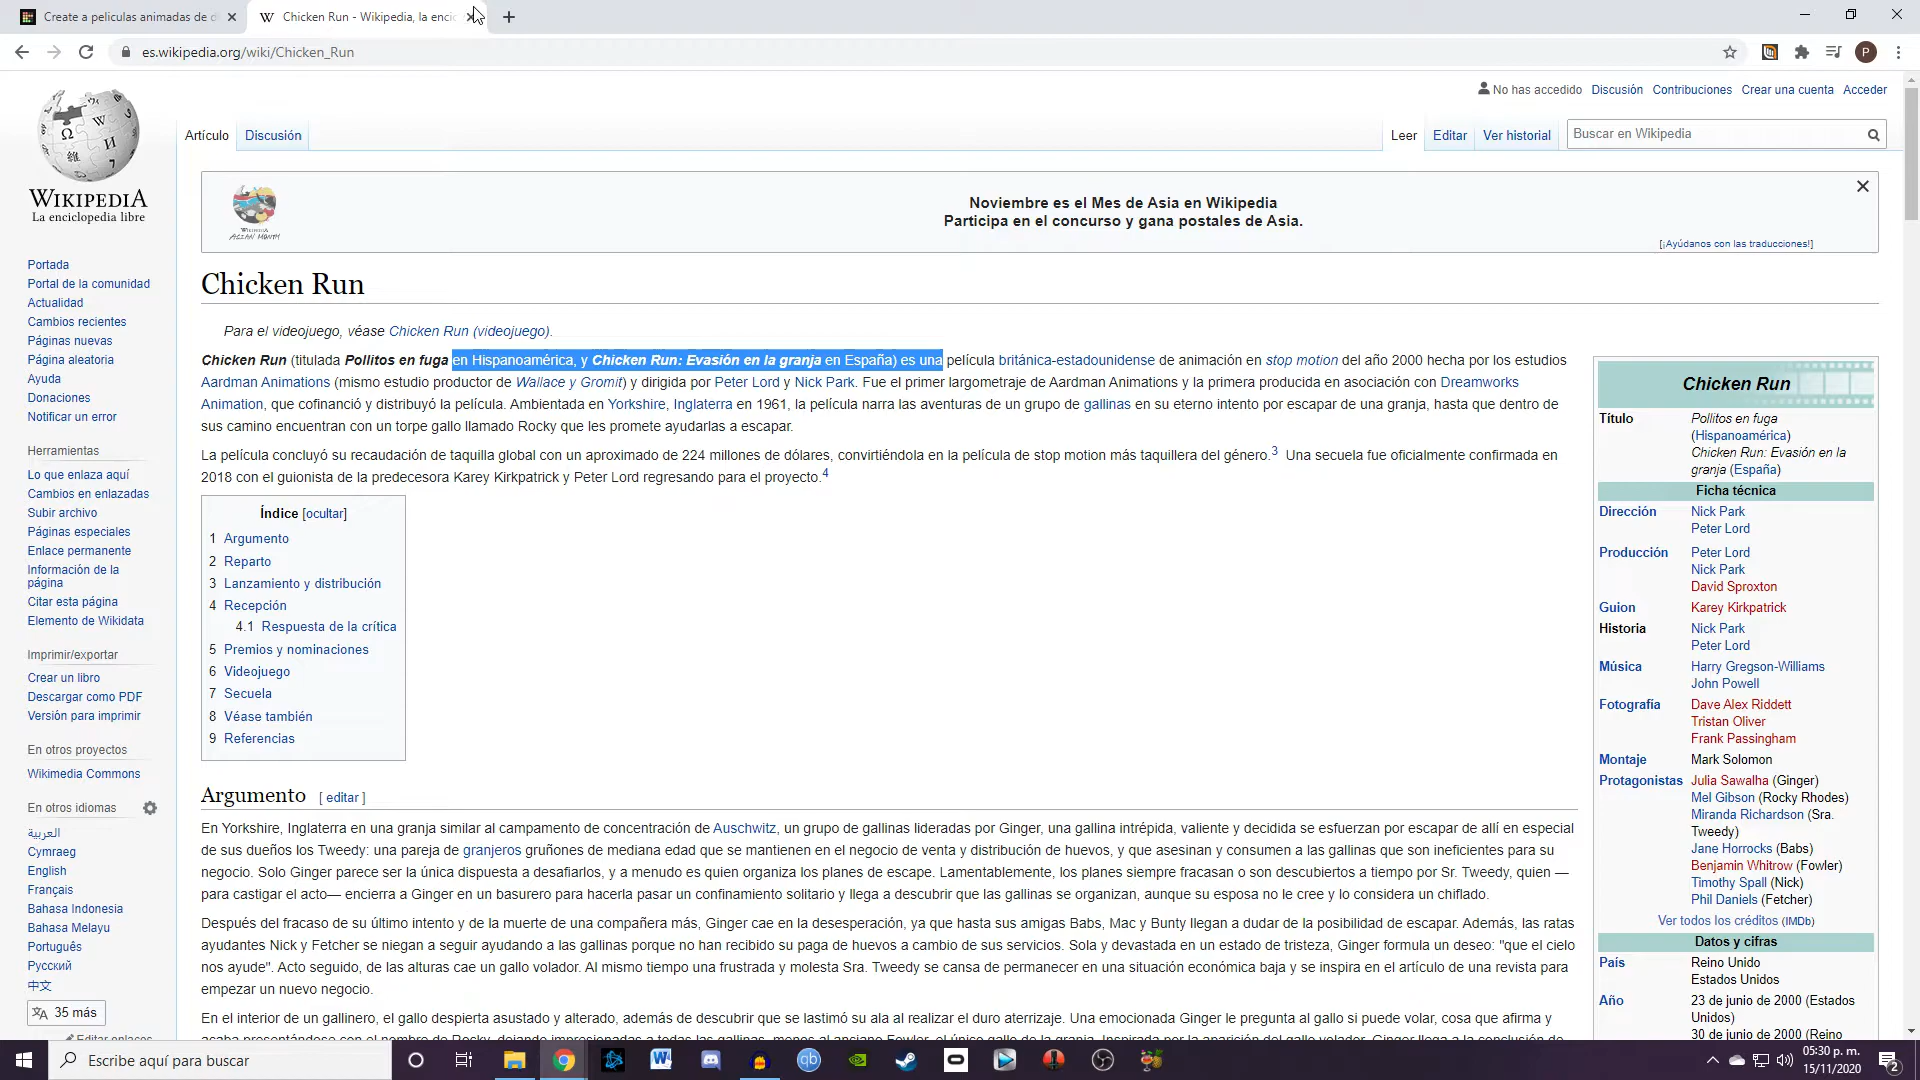 Create a peliculas animadas de d
Chicken Run - Wikipedia, la encic
es.wikipedia.org/wiki/Chicken_Run
P
No has accedido Discusión Contribuciones Crear una cuenta Acceder
Artículo Discusión Leer Editar Ver historial Buscar en Wikipedia
WIKIPEDIA
La enciclopedia libre
WIKIPEDIA
ASIAN MONTH
Noviembre es el Mes de Asia en Wikipedia
Participa en el concurso y gana postales de Asia.
[¡Ayúdanos con las traducciones!]
Portada
Portal de la comunidad
Actualidad
Cambios recientes
Páginas nuevas
Página aleatoria
Ayuda
Donaciones
Notificar un error
Herramientas
Lo que enlaza aquí
Cambios en enlazadas
Subir archivo
Páginas especiales
Enlace permanente
Información de la
página
Citar esta página
Elemento de Wikidata
Imprimir/exportar
Crear un libro
Descargar como PDF
Versión para imprimir
En otros proyectos
Wikimedia Commons
En otros idiomas
العربية
Cymraeg
English
Français
Bahasa Indonesia
Bahasa Melayu
Português
Русский
中文
35 más
Editar enlaces
Chicken Run
Para el videojuego, véase Chicken Run (videojuego).
Chicken Run (titulada Pollitos en fuga en Hispanoamérica, y Chicken Run: Evasión en la granja en España) es una película británica-estadounidense de animación en stop motion del año 2000 hecha por los estudios
Aardman Animations (mismo estudio productor de Wallace y Gromit) y dirigida por Peter Lord y Nick Park. Fue el primer largometraje de Aardman Animations y la primera producida en asociación con Dreamworks
Animation, que cofinanció y distribuyó la película. Ambientada en Yorkshire, Inglaterra en 1961, la película narra las aventuras de un grupo de gallinas en su eterno intento por escapar de una granja, hasta que dentro de
sus camino encuentran con un torpe gallo llamado Rocky que les promete ayudarlas a escapar.
La película concluyó su recaudación de taquilla global con un aproximado de 224 millones de dólares, convirtiéndola en la película de stop motion más taquillera del género.3 Una secuela fue oficialmente confirmada en
2018 con el guionista de la predecesora Karey Kirkpatrick y Peter Lord regresando para el proyecto.4
Índice [ocultar]
1 Argumento
2 Reparto
3 Lanzamiento y distribución
4 Recepción
4.1 Respuesta de la crítica
5 Premios y nominaciones
6 Videojuego
7 Secuela
8 Véase también
9 Referencias
Argumento [ editar ]
En Yorkshire, Inglaterra en una granja similar al campamento de concentración de Auschwitz, un grupo de gallinas lideradas por Ginger, una gallina intrépida, valiente y decidida se esfuerzan por escapar de allí en especial
de sus dueños los Tweedy: una pareja de granjeros gruñones de mediana edad que se mantienen en el negocio de venta y distribución de huevos, y que asesinan y consumen a las gallinas que son ineficientes para su
negocio. Solo Ginger parece ser la única dispuesta a desafiarlos, y a menudo es quien organiza los planes de escape. Lamentablemente, los planes siempre fracasan o son descubiertos a tiempo por Sr. Tweedy, quien —
para castigar el acto— encierra a Ginger en un basurero para hacerla pasar un confinamiento solitario y llega a descubrir que las gallinas se organizan, aunque su esposa no le cree y lo considera un chiflado.
Después del fracaso de su último intento y de la muerte de una compañera más, Ginger cae en la desesperación, ya que hasta sus amigas Babs, Mac y Bunty llegan a dudar de la posibilidad de escapar. Además, las ratas
ayudantes Nick y Fetcher se niegan a seguir ayudando a las gallinas porque no han recibido su paga de huevos a cambio de sus servicios. Sola y devastada en un estado de tristeza, Ginger formula un deseo: "que el cielo
nos ayude". Acto seguido, de las alturas cae un gallo volador. Al mismo tiempo una frustrada y molesta Sra. Tweedy se cansa de permanecer en una situación económica baja y se inspira en el artículo de una revista para
empezar un nuevo negocio.
En el interior de un gallinero, el gallo despierta asustado y alterado, además de descubrir que se lastimó su ala al realizar el duro aterrizaje. Una emocionada Ginger le pregunta al gallo si puede volar, cosa que afirma y
Chicken Run
Título Pollitos en fuga
(Hispanoamérica)
Chicken Run: Evasión en la
granja (España)
Ficha técnica
Dirección Nick Park
Peter Lord
Producción Peter Lord
Nick Park
David Sproxton
Guion Karey Kirkpatrick
Historia Nick Park
Peter Lord
Música Harry Gregson-Williams
John Powell
Fotografía Dave Alex Riddett
Tristan Oliver
Frank Passingham
Montaje Mark Solomon
Protagonistas Julia Sawalha (Ginger)
Mel Gibson (Rocky Rhodes)
Miranda Richardson (Sra.
Tweedy)
Jane Horrocks (Babs)
Benjamin Whitrow (Fowler)
Timothy Spall (Nick)
Phil Daniels (Fetcher)
Ver todos los créditos (IMDb)
Datos y cifras
País Reino Unido
Estados Unidos
Año 23 de junio de 2000 (Estados
Unidos)
30 de junio de 2000 (Reino
Escribe aquí para buscar
05:30 p. m.
15/11/2020
2